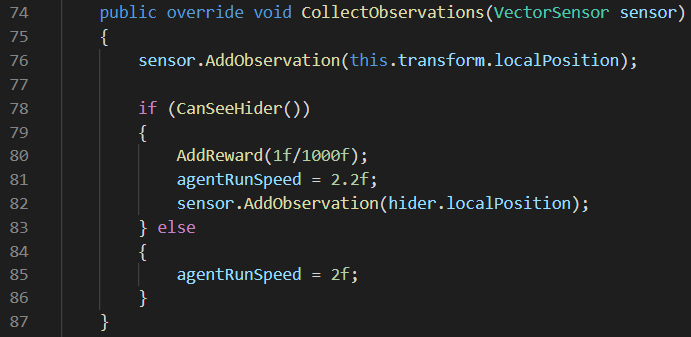 74 public override void CollectObservations(VectorSensor sensor)
75 {
76 sensor.AddObservation(this.transform.localPosition);
77
78 if (CanSeeHider())
79 {
80 AddReward(1f/1000f);
81 agentRunSpeed = 2.2f;
82 sensor.AddObservation(hider.localPosition);
83 } else
84 {
85 agentRunSpeed = 2f;
86 }
87 }